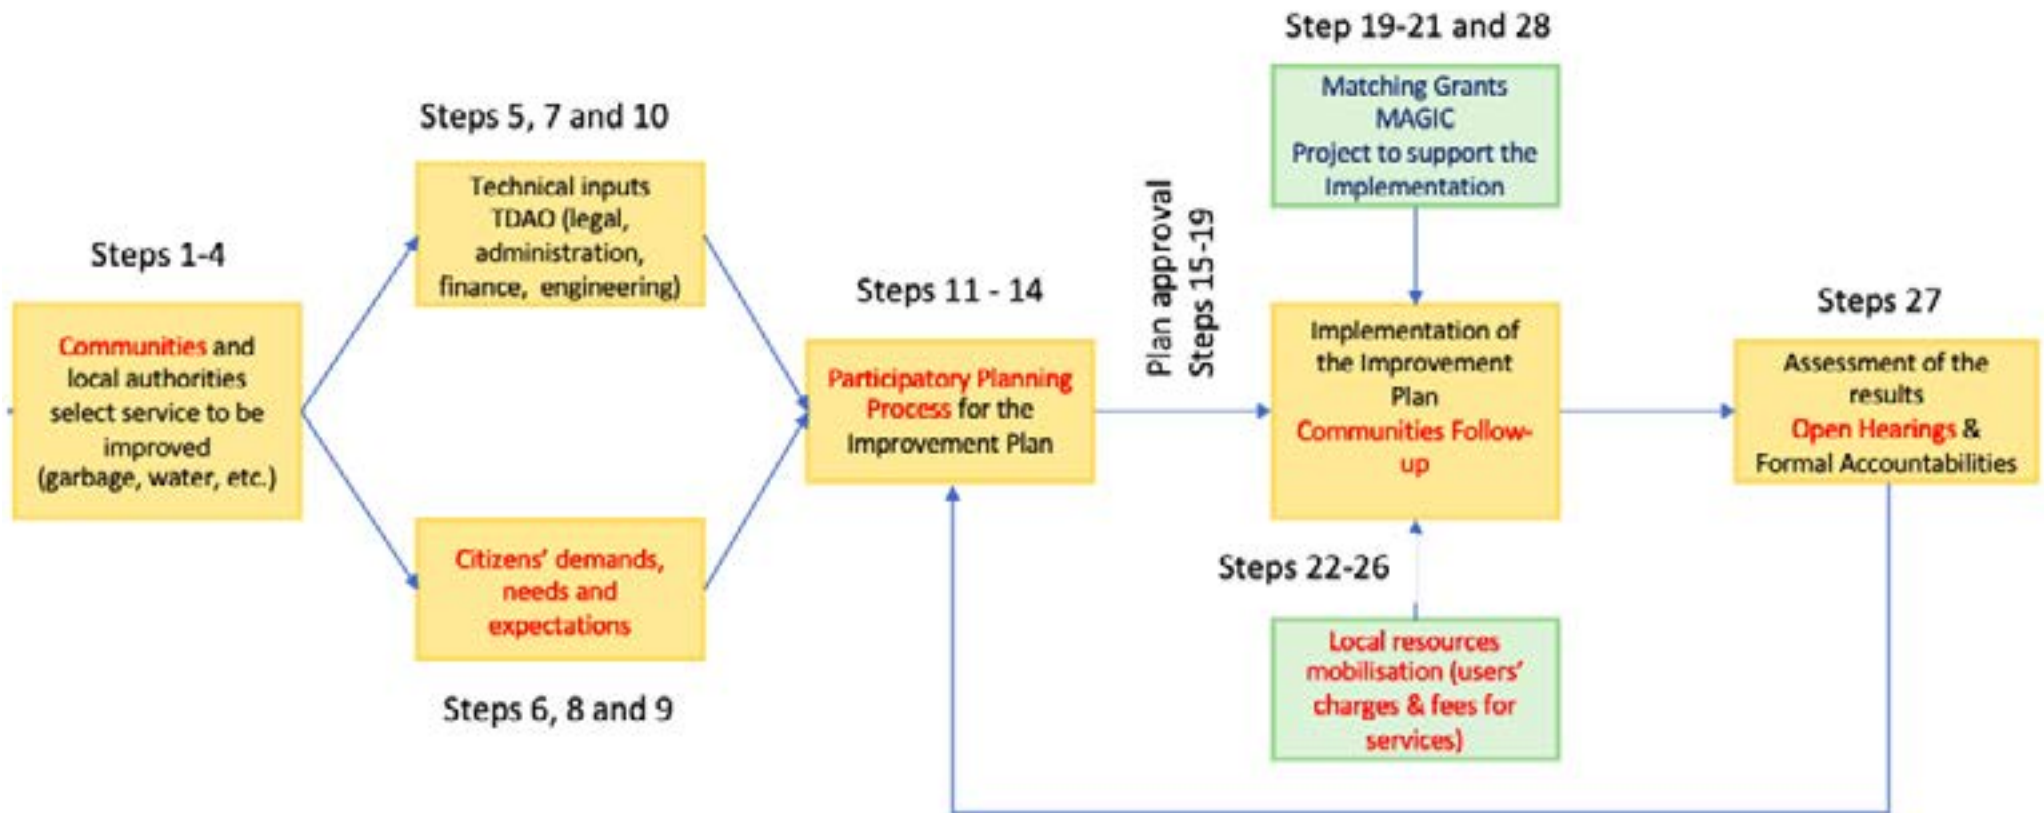 Steps 1-4
Communities and
local authorities
select service to be
improved
(garbage, water, etc.)
Steps 5, 7 and 10
Technical inputs
TDAO (legal,
administration,
finance, engineering)
Citizens' demands,
needs and
expectations
Steps 6, 8 and 9
Steps 11 - 14
Participatory Planning
Process for the
Improvement Plan
Plan approval
Steps 15-19
Step 19-21 and 28
Matching Grants
MAGIC
Project to support the
Implementation
Implementation of
the Improvement
Plan
Communities Follow-
up
Steps 22-26
Local resources
mobilisation (users'
charges & fees for
services)
Steps 27
Assessment of the
results
Open Hearings &
Formal Accountabilities